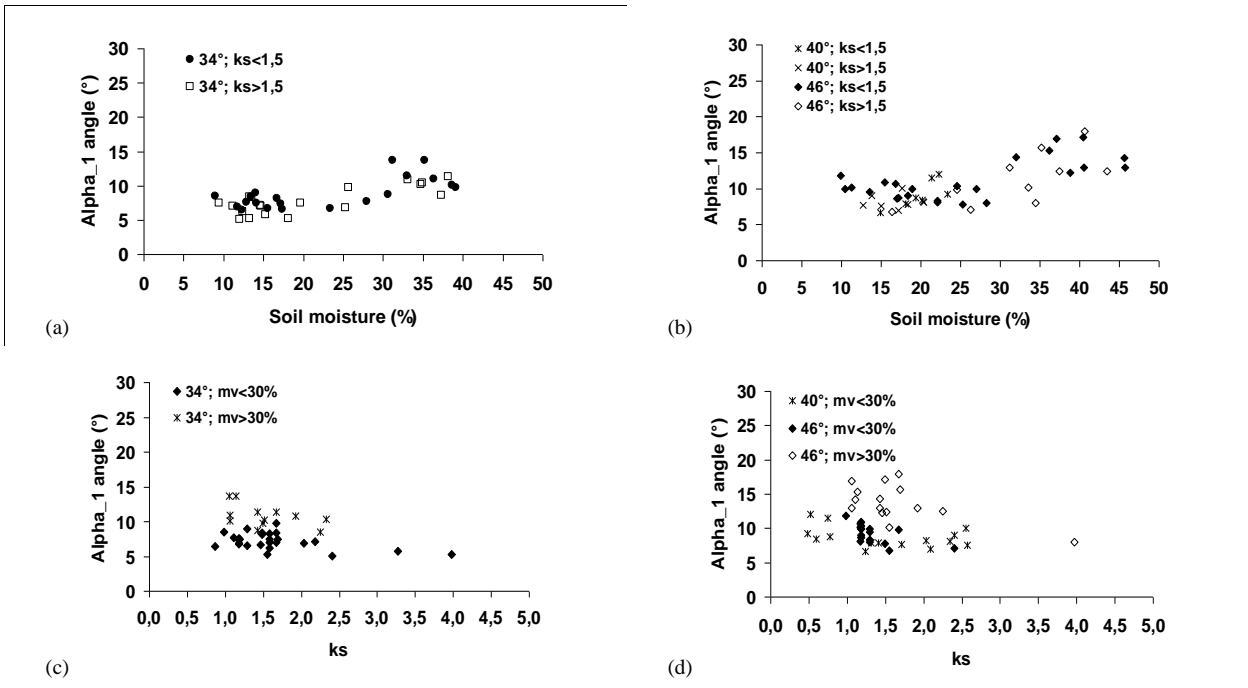 30
25
20
15
10
5
0
Alpha_1 angle (°)
34°; ks<1,5
34°; ks>1,5
0 5 10 15 20 25 30 35 40 45 50
Soil moisture (%)
(a)
30
25
20
15
10
5
0
Alpha_1 angle (°)
40°; ks<1,5
40°; ks>1,5
46°; ks<1,5
46°; ks>1,5
0 5 10 15 20 25 30 35 40 45 50
Soil moisture (%)
(b)
30
25
20
15
10
5
0
Alpha_1 angle (°)
34°; mv<30%
34°; mv>30%
0,0 0,5 1,0 1,5 2,0 2,5 3,0 3,5 4,0 4,5 5,0
ks
(c)
30
25
20
15
10
5
0
Alpha_1 angle (°)
40°; mv<30%
46°; mv<30%
46°; mv>30%
0,0 0,5 1,0 1,5 2,0 2,5 3,0 3,5 4,0 4,5 5,0
ks
(d)